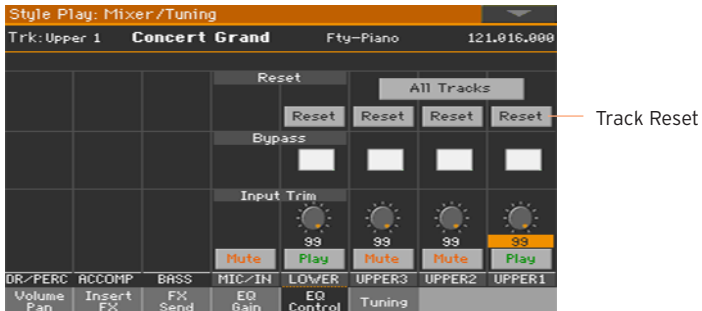 Style Play: Mixer/Tuning
Trk:Upper 1 Concert Grand Fty-Piano 121.016.000
Reset
All Tracks
Reset Reset Reset Reset Track Reset
Bypass
Input Trim
99 99 99 99
Mute Play Mute Mute Play
DR/PERC ACCOMP BASS MIC/IN LOWER UPPER3 UPPER2 UPPER1
Volume Insert FX EQ EQ Tuning
Pan FX Send Gain Control